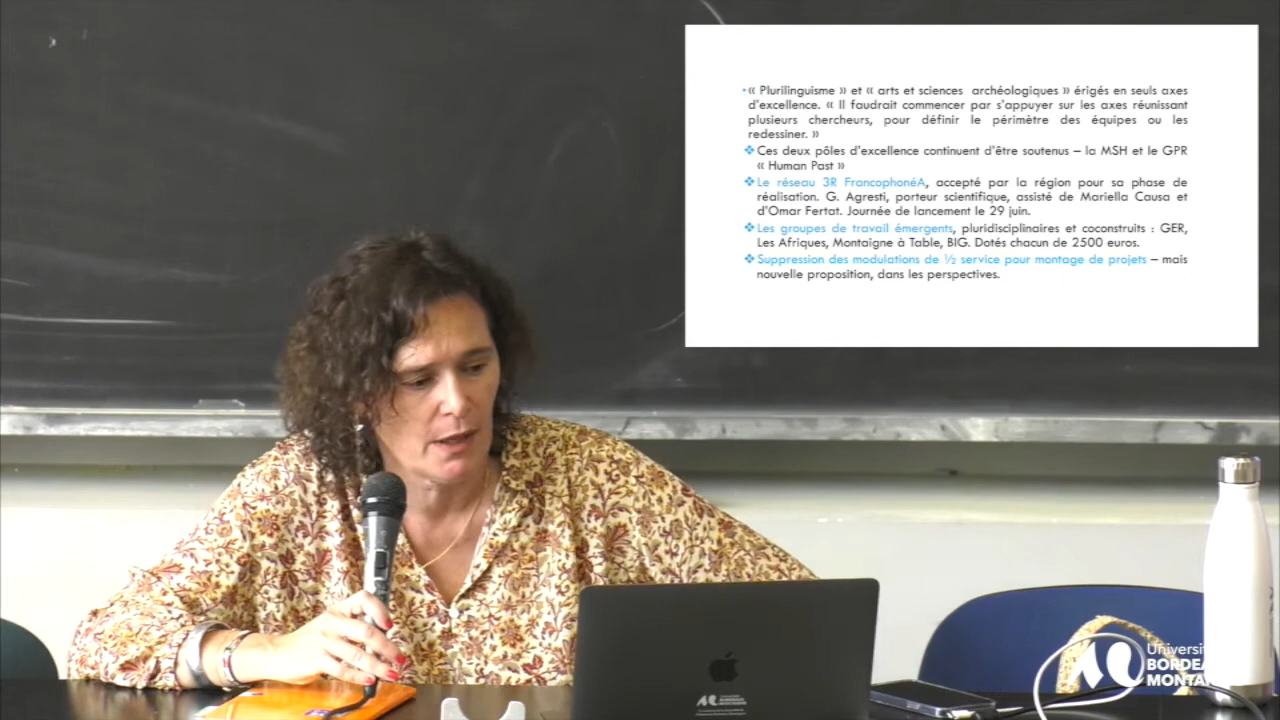 « Plurilinguisme » et « arts et sciences archéologiques » érigés en seuls axes
d'excellence. « Il faudrait commencer par s'appuyer sur les axes réunissant
plusieurs chercheurs, pour définir le périmètre des équipes ou les
redessiner. »
Ces deux pôles d'excellence continuent d'être soutenus – la MSH et le GPR
« Human Past »
Le réseau 3R FrancophonéA, accepté par la région pour sa phase de
réalisation. G. Agresti, porteur scientifique, assisté de Mariella Causa et
d'Omar Fertat. Journée de lancement le 29 juin.
Les groupes de travail émergents, pluridisciplinaires et coconstruits : GER,
Les Afriques, Montaigne à Table, BIG. Dotés chacun de 2500 euros.
Suppression des modulations de ½ service pour montage de projets – mais
nouvelle proposition, dans les perspectives.